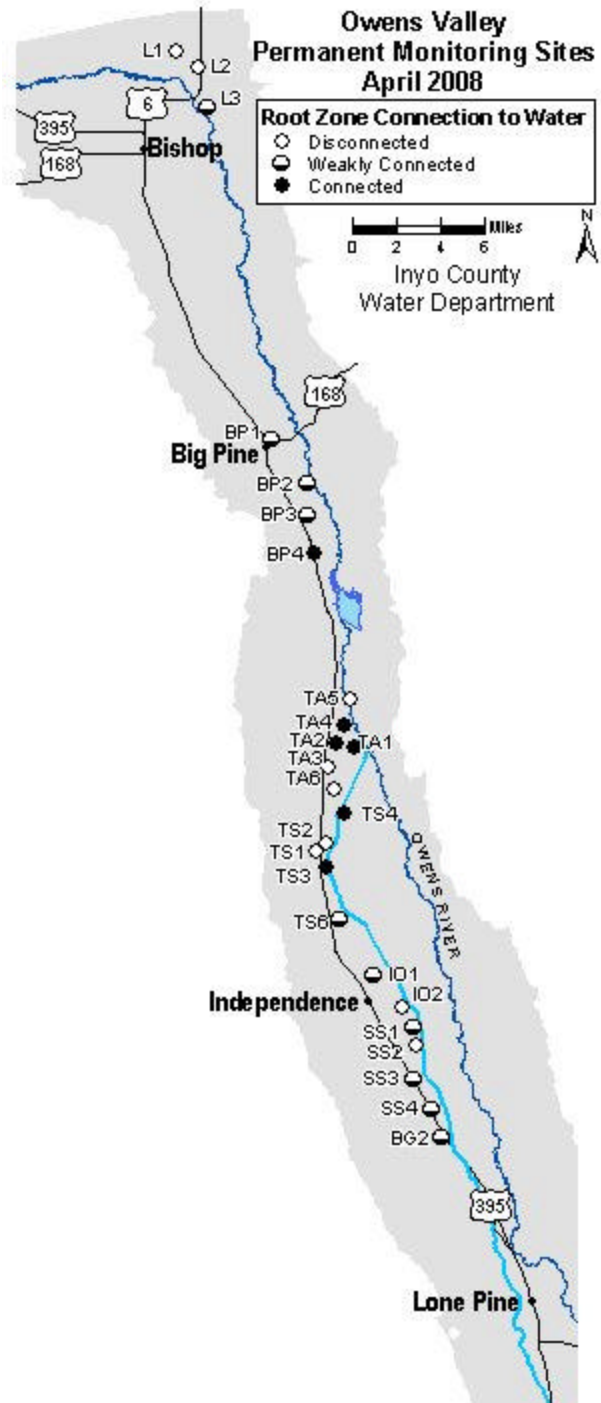 Owens Valley
Permanent Monitoring Sites
April 2008
Root Zone Connection to Water
Disconnected
Weakly Connected
Connected
Miles
0 2 4 6
N
Inyo County
Water Department
L1
L2
L3
6
395
168
Bishop
168
BP1
Big Pine
BP2
BP3
BP4
TA5
TA4
TA2
TA1
TA3
TA6
TS4
TS2
TS1
TS3
OWENS RIVER
TS6
IO1
IO2
Independence
SS1
SS2
SS3
SS4
BG2
395
Lone Pine